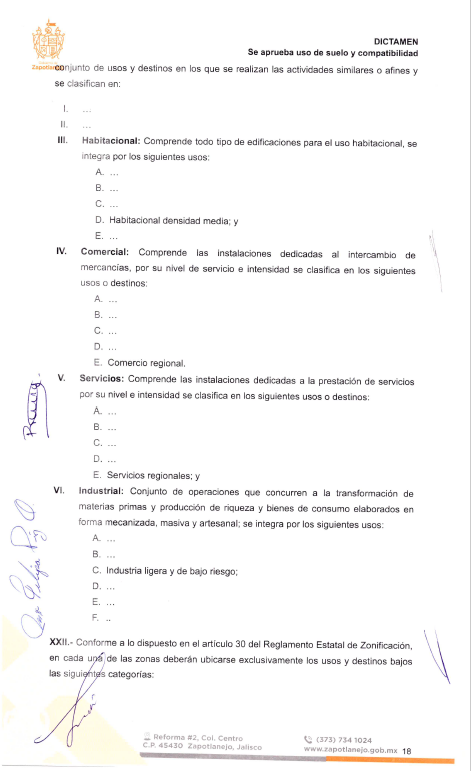 DICTAMEN
Se aprueba uso de suelo y compatibilidad
conjunto de usos y destinos en los que se realizan las actividades similares o afines y
se clasifican en:
I. ...
II. ...
III. Habitacional: Comprende todo tipo de edificaciones para el uso habitacional, se
integra por los siguientes usos:
A. ...
B. ...
C. ...
D. Habitacional densidad media; y
E. ...
IV. Comercial: Comprende las instalaciones dedicadas al intercambio de
mercancías, por su nivel de servicio e intensidad se clasifica en los siguientes
usos o destinos:
A. ...
B. ...
C. ...
D. ...
E. Comercio regional.
V. Servicios: Comprende las instalaciones dedicadas a la prestación de servicios
por su nivel e intensidad se clasifica en los siguientes usos o destinos:
A. ...
B. ...
C. ...
D. ...
E. Servicios regionales; y
VI. Industrial: Conjunto de operaciones que concurren a la transformación de
materias primas y producción de riqueza y bienes de consumo elaborados en
forma mecanizada, masiva y artesanal; se integra por los siguientes usos:
A. ...
B. ...
C. Industria ligera y de bajo riesgo;
D. ...
E. ...
F. ..
XXII.- Conforme a lo dispuesto en el artículo 30 del Reglamento Estatal de Zonificación,
en cada una de las zonas deberán ubicarse exclusivamente los usos y destinos bajos
las siguientes categorías:
Reforma #2, Col. Centro
C.P. 45430 Zapotlanejo, Jalisco
(373) 734 1024
www.zapotlanejo.gob.mx 18